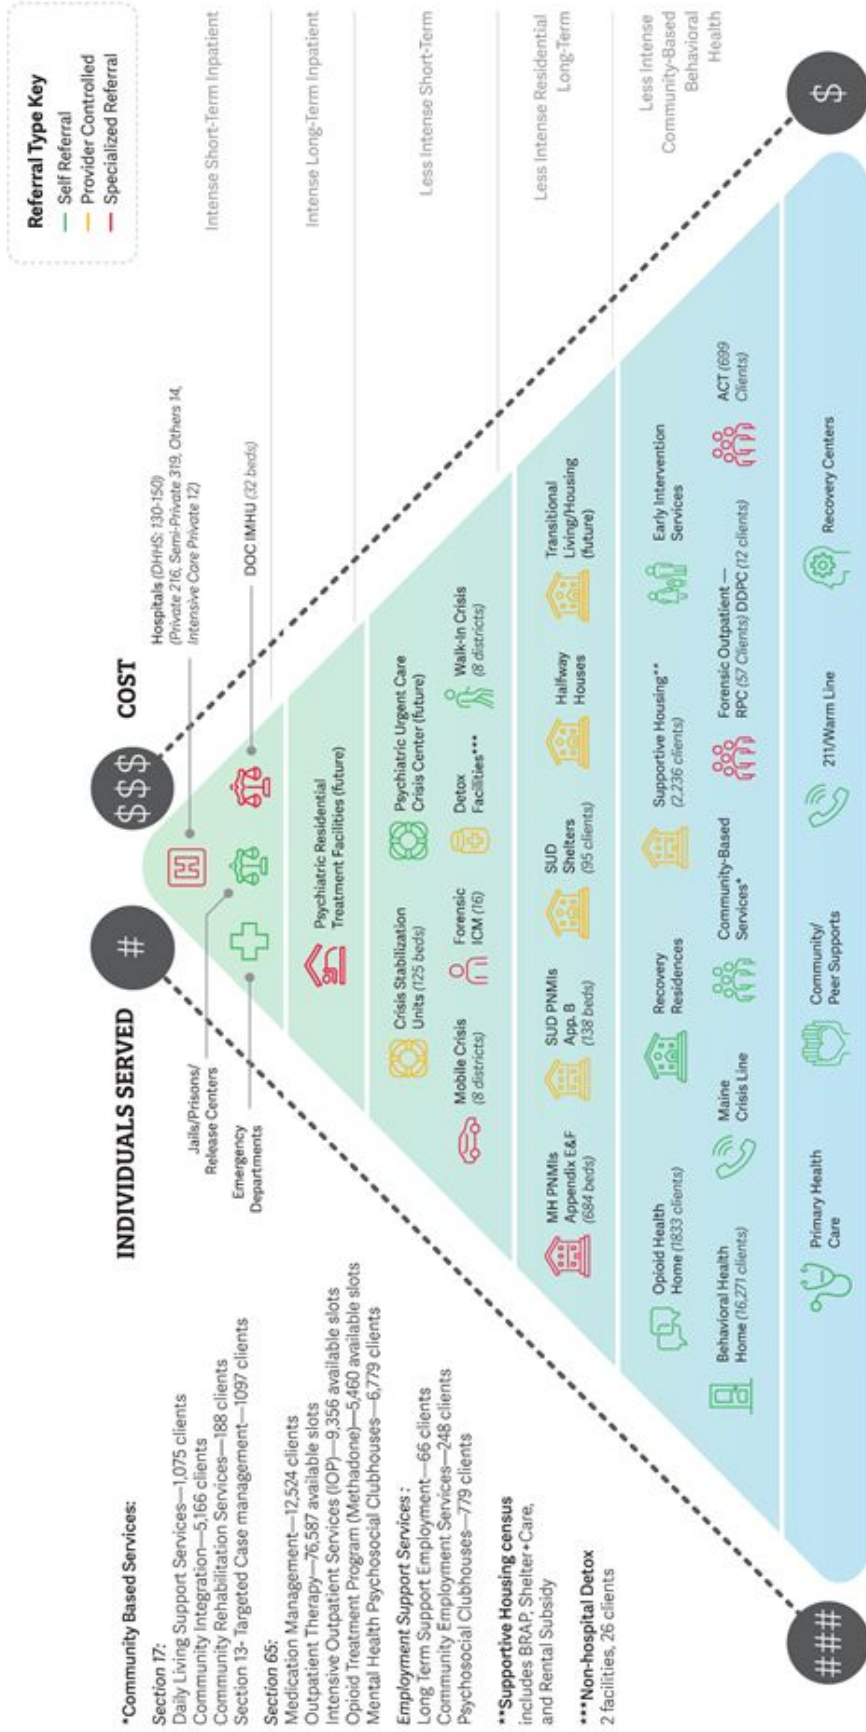 *Community Based Services:
Section 17:
Daily Living Support Services—1,075 clients
Community Integration—5,166 clients
Community Rehabilitation Services—188 clients
Section 13- Targeted Case management—1097 clients
Section 65:
Medication Management—12,524 clients
Outpatient Therapy—76,587 available slots
Intensive Outpatient Services (IOP)—9,356 available slots
Opioid Treatment Program (Methadone)—5,460 available slots
Mental Health Psychosocial Clubhouses—6,779 clients
Employment Support Services :
Long Term Support Employment—66 clients
Community Employment Services—248 clients
Psychosocial Clubhouses—779 clients
**Supportive Housing census
includes BRAP, Shelter+Care,
and Rental Subsidy
***Non-hospital Detox
2 facilities, 26 clients
INDIVIDUALS SERVED
#
$$$
COST
Referral Type Key
Self Referral
Provider Controlled
Specialized Referral
Jails/Prisons/
Release Centers
Emergency
Departments
H
Hospitals (DHHS: 130-150)
(Private 216, Semi-Private 319, Others 14,
Intensive Care Private 12)
DOC IMHU (32 beds)
Intense Short-Term Inpatient
Psychiatric Residential
Treatment Facilities (future)
Intense Long-Term Inpatient
Crisis Stabilization
Units (125 beds)
Psychiatric Urgent Care
Crisis Center (future)
Mobile Crisis
(8 districts)
Forensic
ICM (16)
Detox
Facilities***
Walk-In Crisis
(8 districts)
Less Intense Short-Term
MH PNMIs
Appendix E&F
(684 beds)
SUD PNMIs
App. B
(138 beds)
SUD
Shelters
(95 clients)
Halfway
Houses
Transitional
Living/Housing
(future)
Less Intense Residential
Long-Term
Opioid Health
Home (1833 clients)
Recovery
Residences
Supportive Housing**
(2,236 clients)
Early Intervention
Services
Behavioral Health
Home (16,271 clients)
Maine
Crisis Line
Community-Based
Services*
Forensic Outpatient —
RPC (57 Clients) DDPC (12 clients)
ACT (699
Clients)
Less Intense
Community-Based
Behavioral
Health
Primary Health
Care
Community/
Peer Supports
211/Warm Line
Recovery Centers
###
$